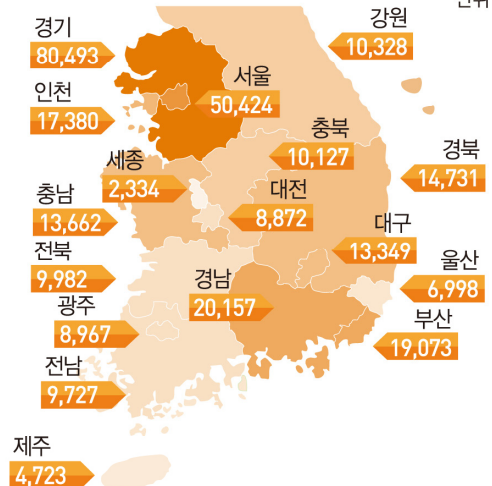 단위
경기
80,493
강원
10,328
인천
17,380
서울
50,424
충북
10,127
경북
14,731
세종
2,334
대전
8,872
충남
13,662
대구
13,349
전북
9,982
경남
20,157
울산
6,998
광주
8,967
부산
19,073
전남
9,727
제주
4,723